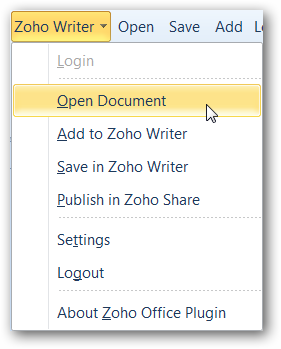 Zoho Writer Open Save Add
Login
Open Document
Add to Zoho Writer
Save in Zoho Writer
Publish in Zoho Share
Settings
Logout
About Zoho Office Plugin